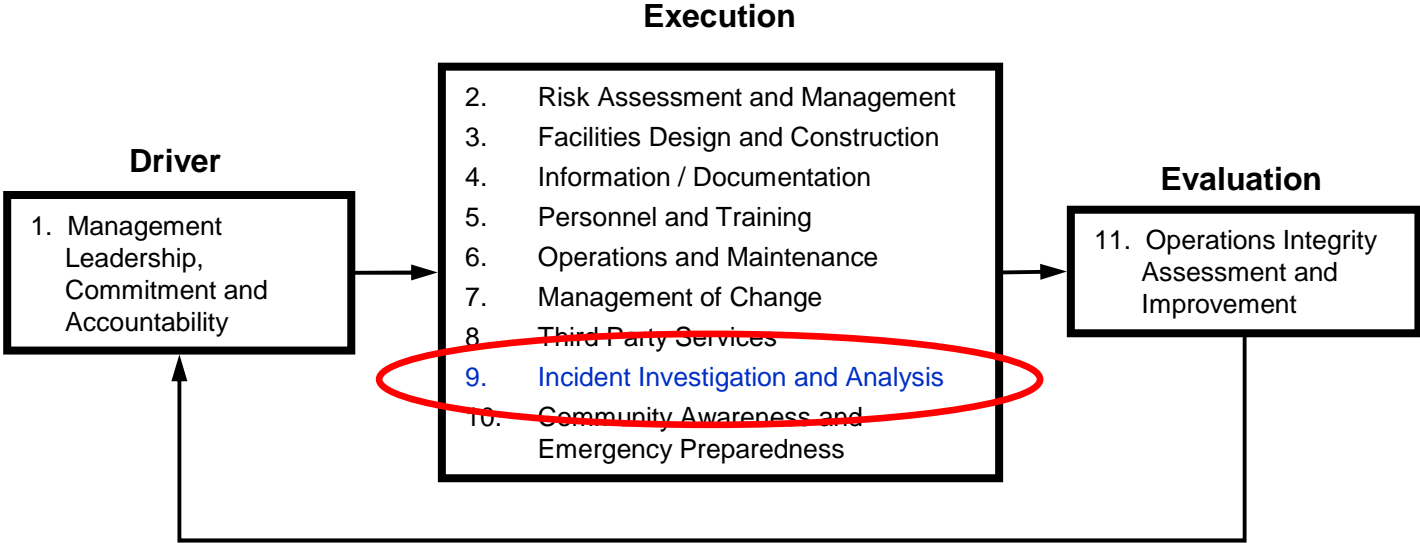 Execution
Driver
1. Management
Leadership,
Commitment and
Accountability
2. Risk Assessment and Management
3. Facilities Design and Construction
4. Information / Documentation
5. Personnel and Training
6. Operations and Maintenance
7. Management of Change
8. Third Party Services
9. Incident Investigation and Analysis
10. Community Awareness and
Emergency Preparedness
Evaluation
11. Operations Integrity
Assessment and
Improvement